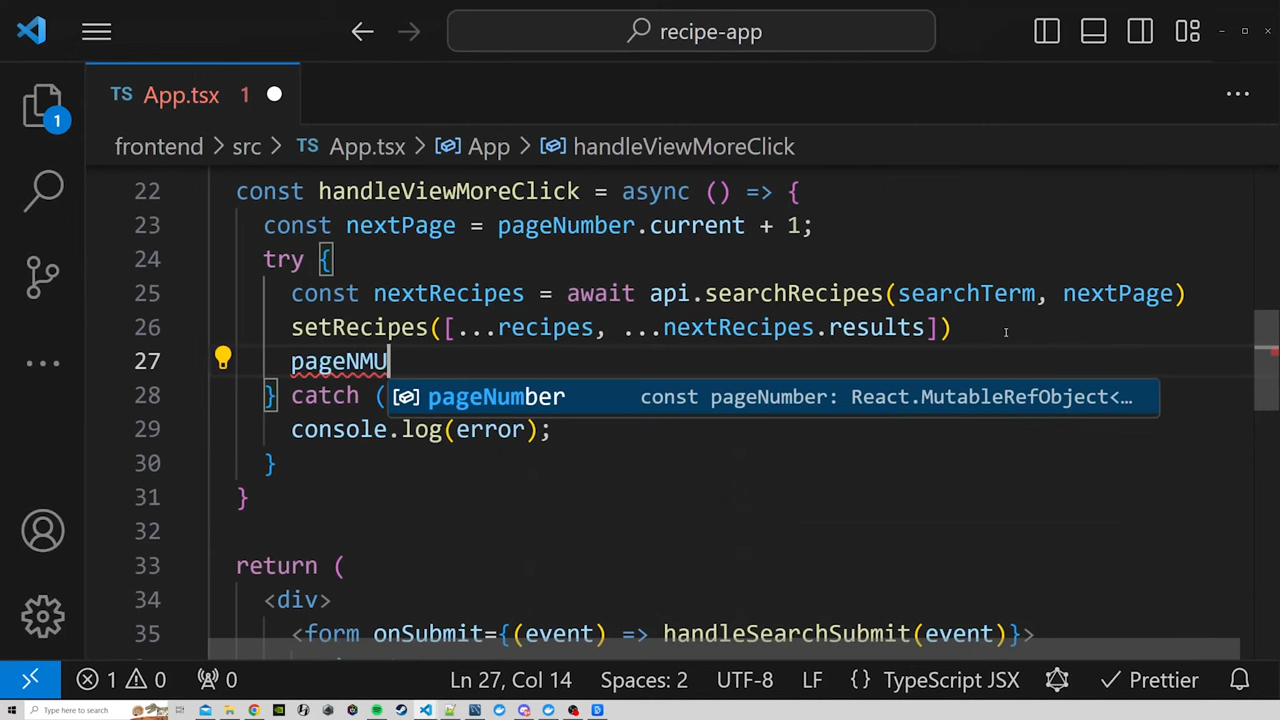 recipe-app
TS App.tsx 1
frontend > src > TS App.tsx > App > handleViewMoreClick
22 const handleViewMoreClick = async () => {
23 const nextPage = pageNumber.current + 1;
24 try {
25 const nextRecipes = await api.searchRecipes(searchTerm, nextPage)
26 setRecipes([...recipes, ...nextRecipes.results])
27 pageNMU
28 } catch (
pageNumber const pageNumber: React.MutableRefObject<…
29 console.log(error);
30 }
31 }
32
33 return (
34 <div>
35 <form onSubmit={(event) => handleSearchSubmit(event)}>
1
1 0 0 Ln 27, Col 14 Spaces: 2 UTF-8 LF {} TypeScript JSX Prettier
Type here to search